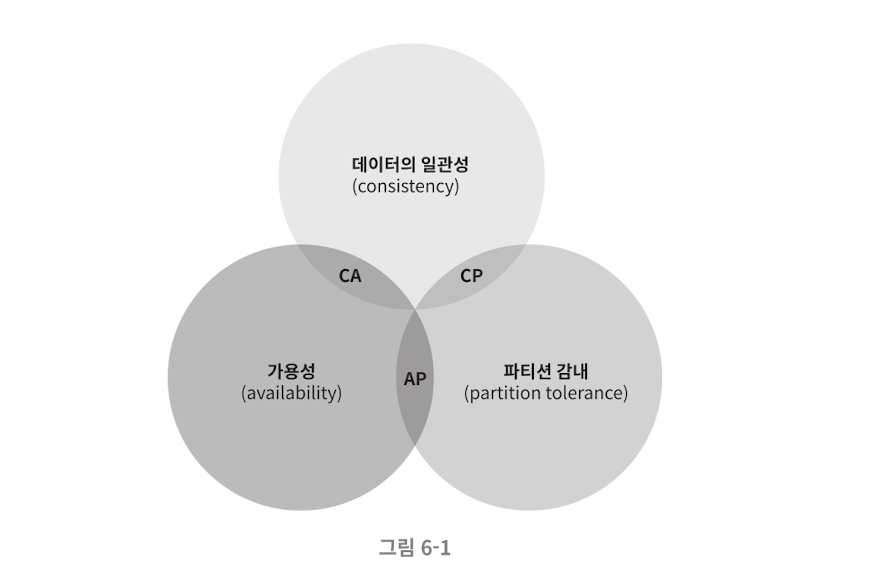 데이터의 일관성
(consistency)
CA
CP
가용성
(availability)
AP
파티션 감내
(partition tolerance)
그림 6-1